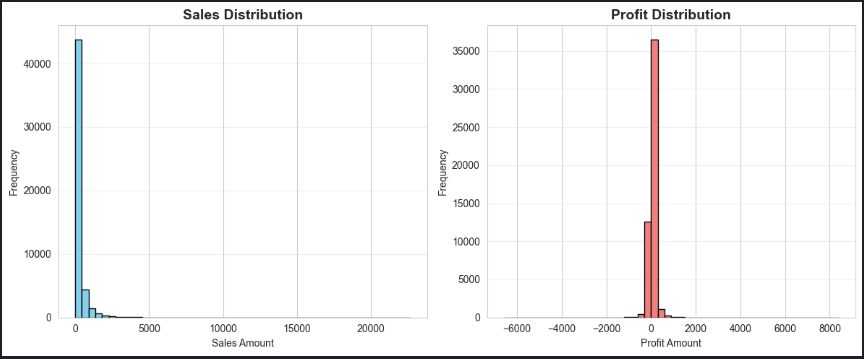 Sales Distribution
Frequency
40000
30000
20000
10000
0
0 5000 10000 15000 20000
Sales Amount
Profit Distribution
Frequency
35000
30000
25000
20000
15000
10000
5000
0
−6000 −4000 −2000 0 2000 4000 6000 8000
Profit Amount